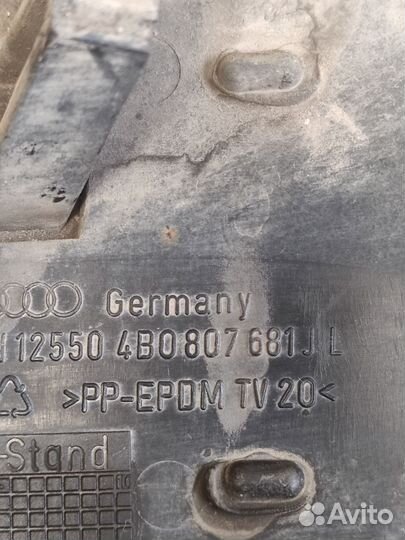 Germany
12550 4B0 807 681 J L
>PP-EPDM TV 20<
-Stand
Avito